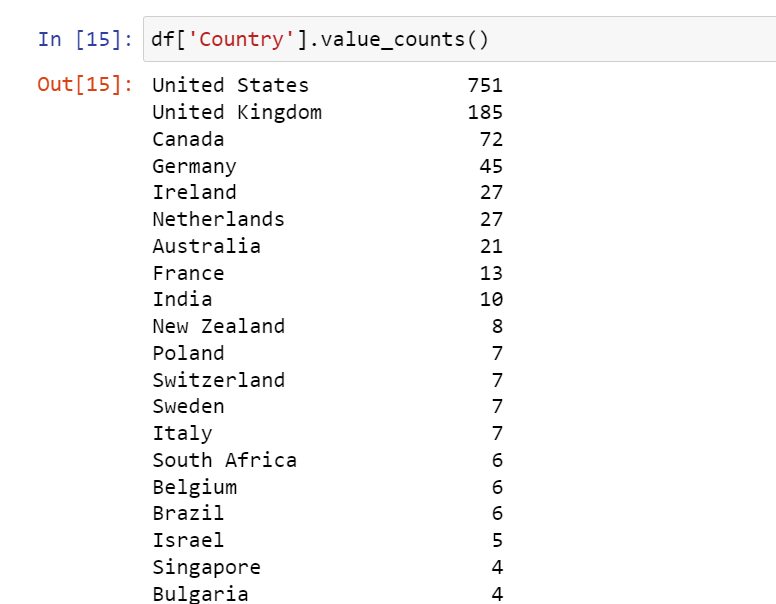 In [15]: df['Country'].value_counts()
Out[15]: United States 751
United Kingdom 185
Canada 72
Germany 45
Ireland 27
Netherlands 27
Australia 21
France 13
India 10
New Zealand 8
Poland 7
Switzerland 7
Sweden 7
Italy 7
South Africa 6
Belgium 6
Brazil 6
Israel 5
Singapore 4
Bulgaria 4